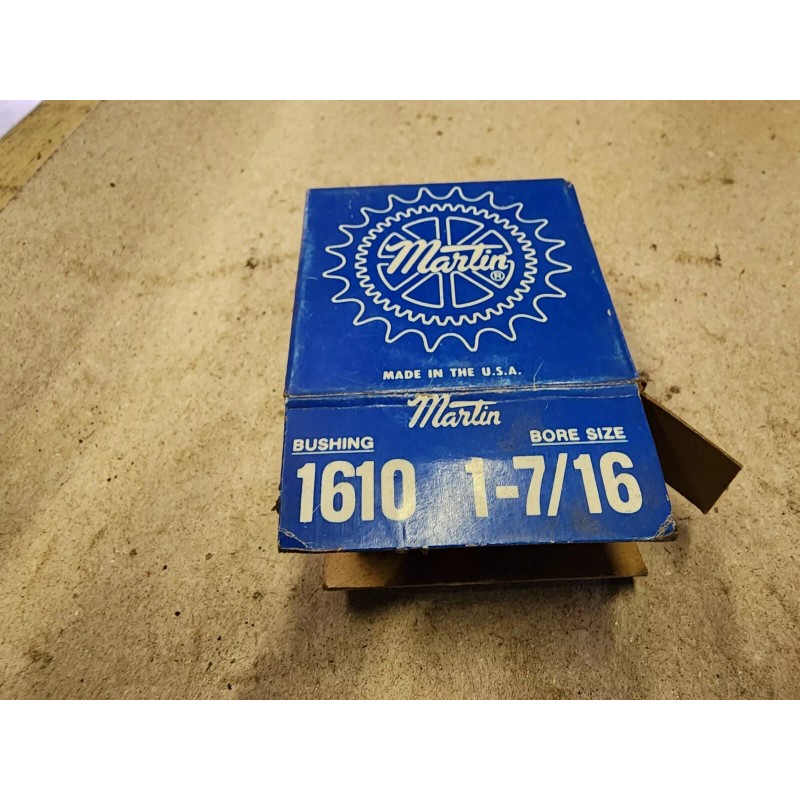 Martin ®
MADE IN THE U.S.A.
Martin
BUSHING BORE SIZE
1610 1-7/16